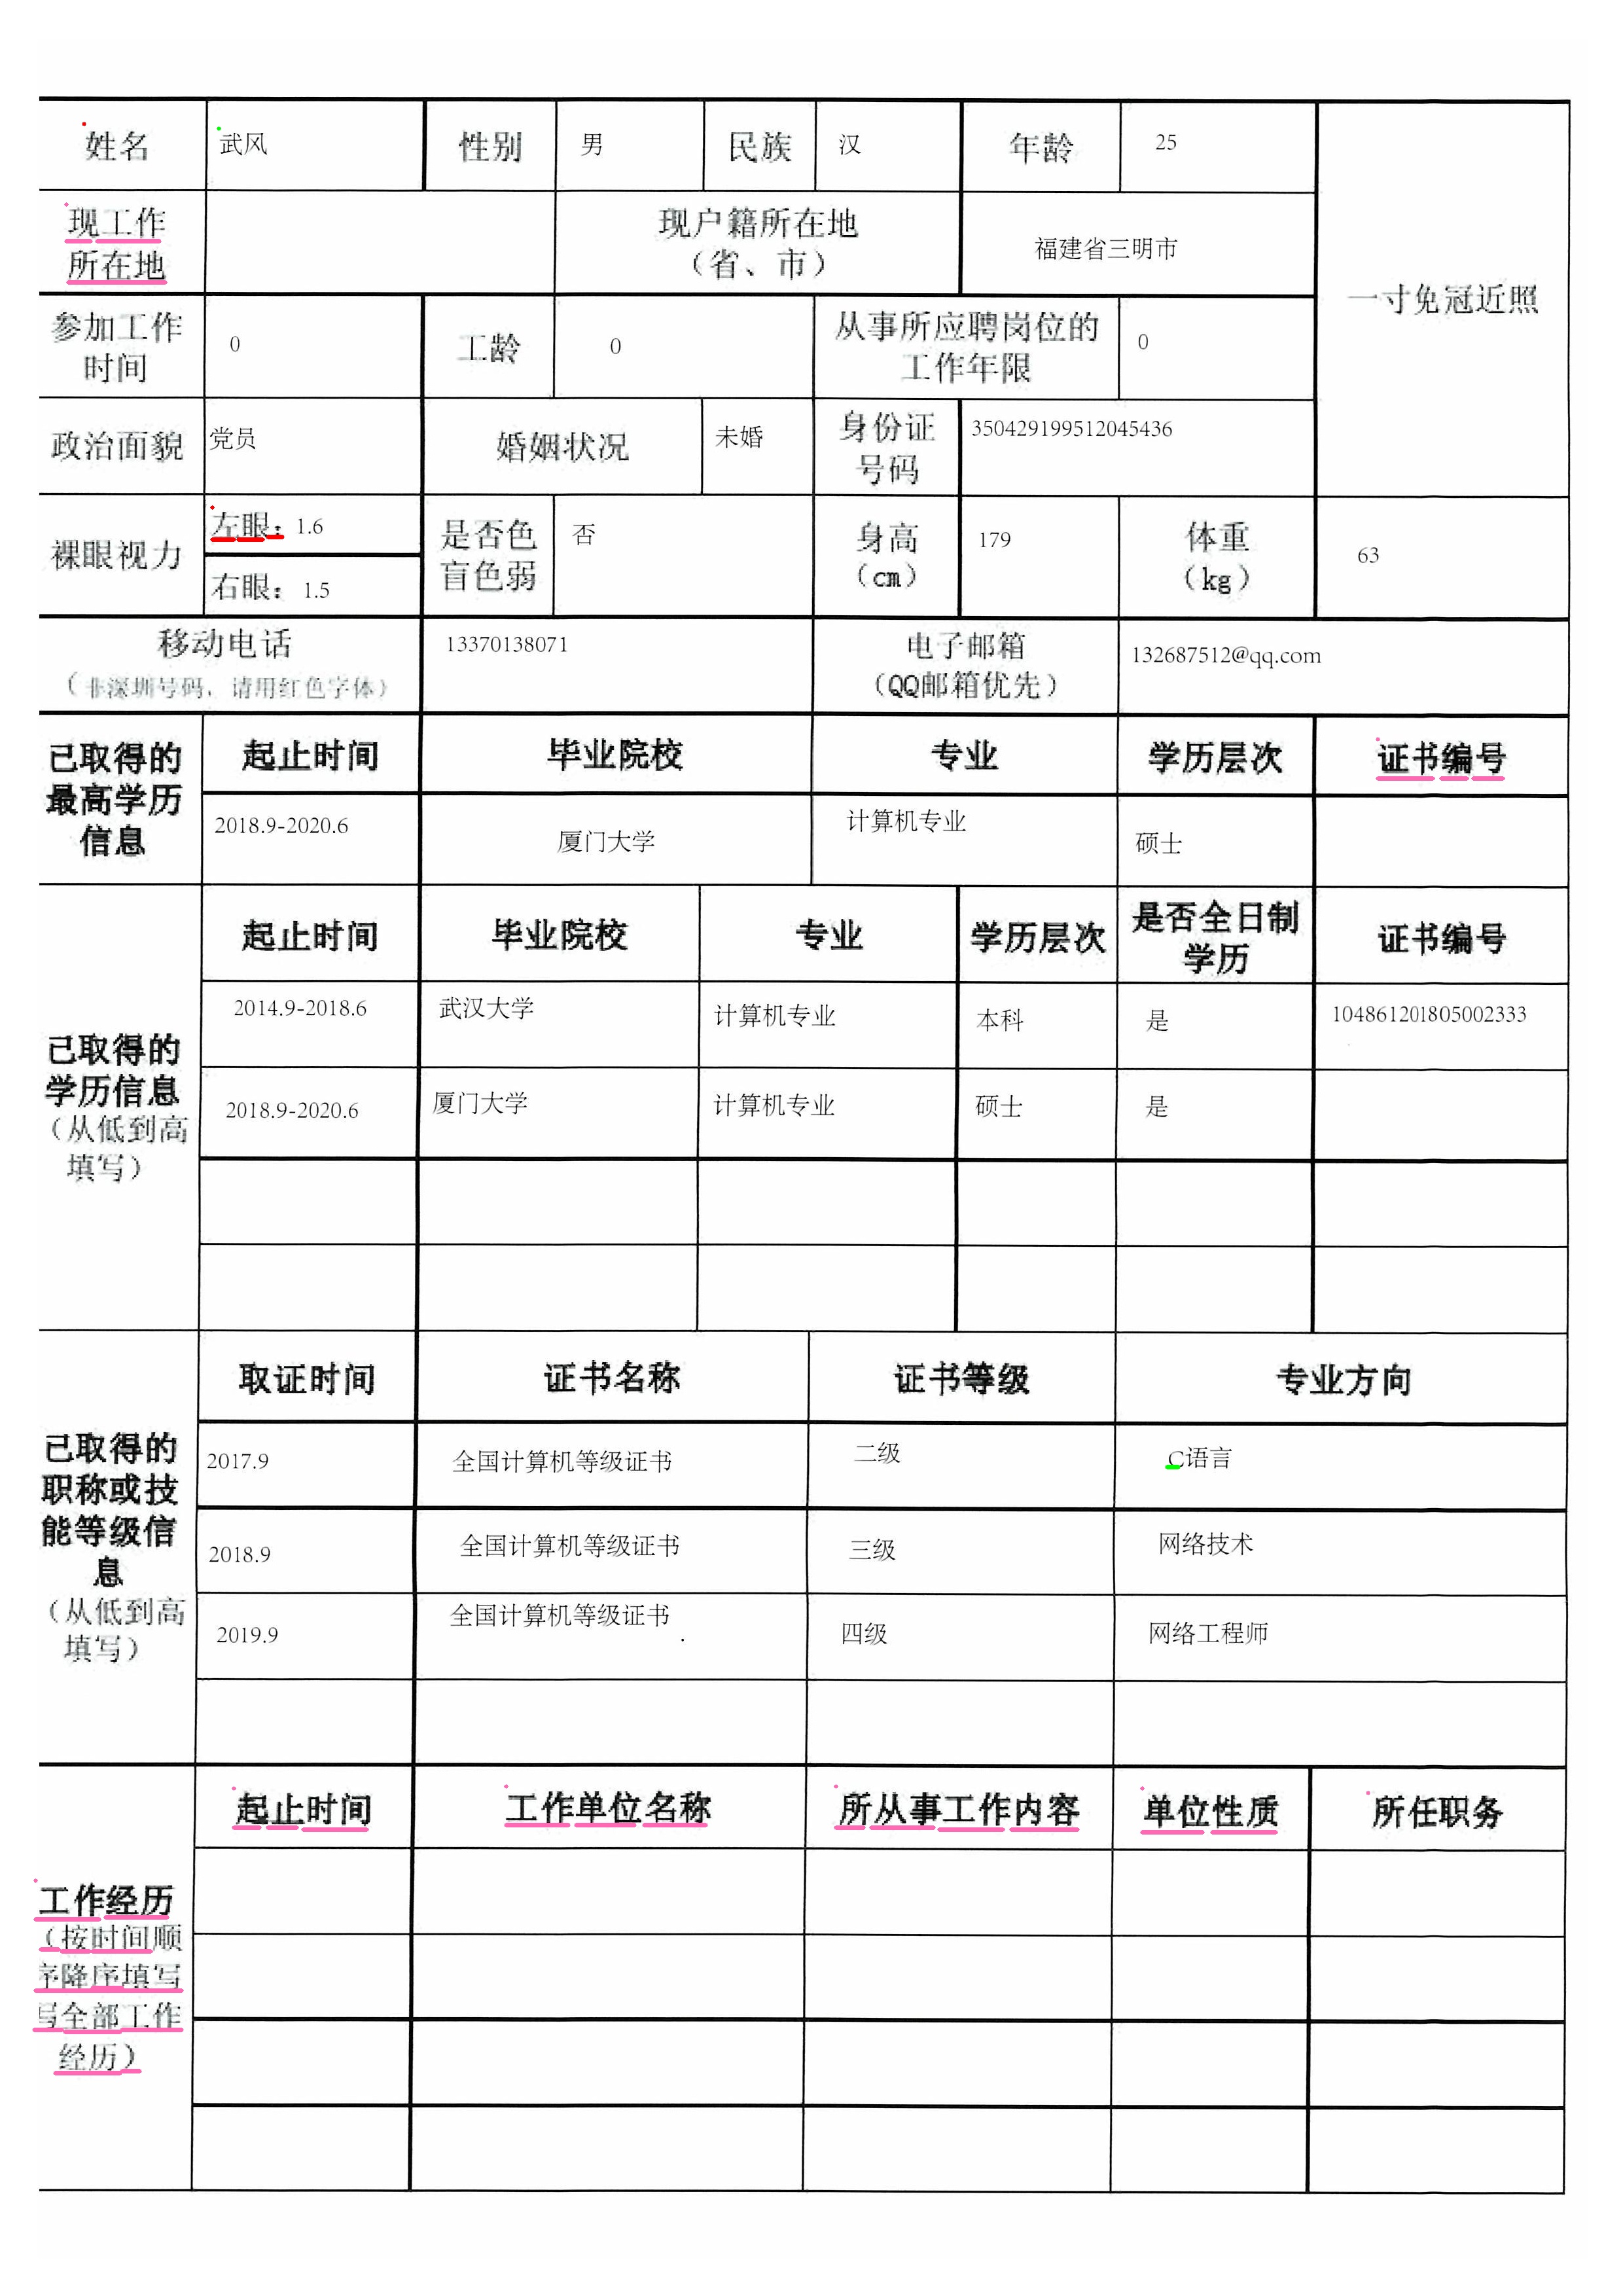 姓名 武风 性别 男 民族 汉 年龄 25
一寸免冠近照
现工作
所在地
现户籍所在地
（省、市）
福建省三明市
参加工作
时间
0
工龄 0
从事所应聘岗位的
工作年限
0
政治面貌 党员 婚姻状况 未婚
身份证
号码
350429199512045436
裸眼视力
左眼：1.6
右眼：1.5
是否色
盲色弱
否
身高
（cm）
179
体重
（kg）
63
移动电话
（非深圳号码，请用红色字体）
13370138071
电子邮箱
（QQ邮箱优先）
132687512@qq.com
已取得的
最高学历
信息
起止时间 毕业院校 专业 学历层次 证书编号
2018.9-2020.6 厦门大学 计算机专业 硕士
已取得的
学历信息
（从低到高
填写）
起止时间 毕业院校 专业 学历层次
是否全日制
学历
证书编号
2014.9-2018.6 武汉大学 计算机专业 本科 是 104861201805002333
2018.9-2020.6 厦门大学 计算机专业 硕士 是
已取得的
职称或技
能等级信
息
（从低到高
填写）
取证时间 证书名称 证书等级 专业方向
2017.9 全国计算机等级证书 二级 C语言
2018.9 全国计算机等级证书 三级 网络技术
2019.9 全国计算机等级证书 四级 网络工程师
工作经历
（按时间顺
序降序填写
写全部工作
经历）
起止时间 工作单位名称 所从事工作内容 单位性质 所任职务